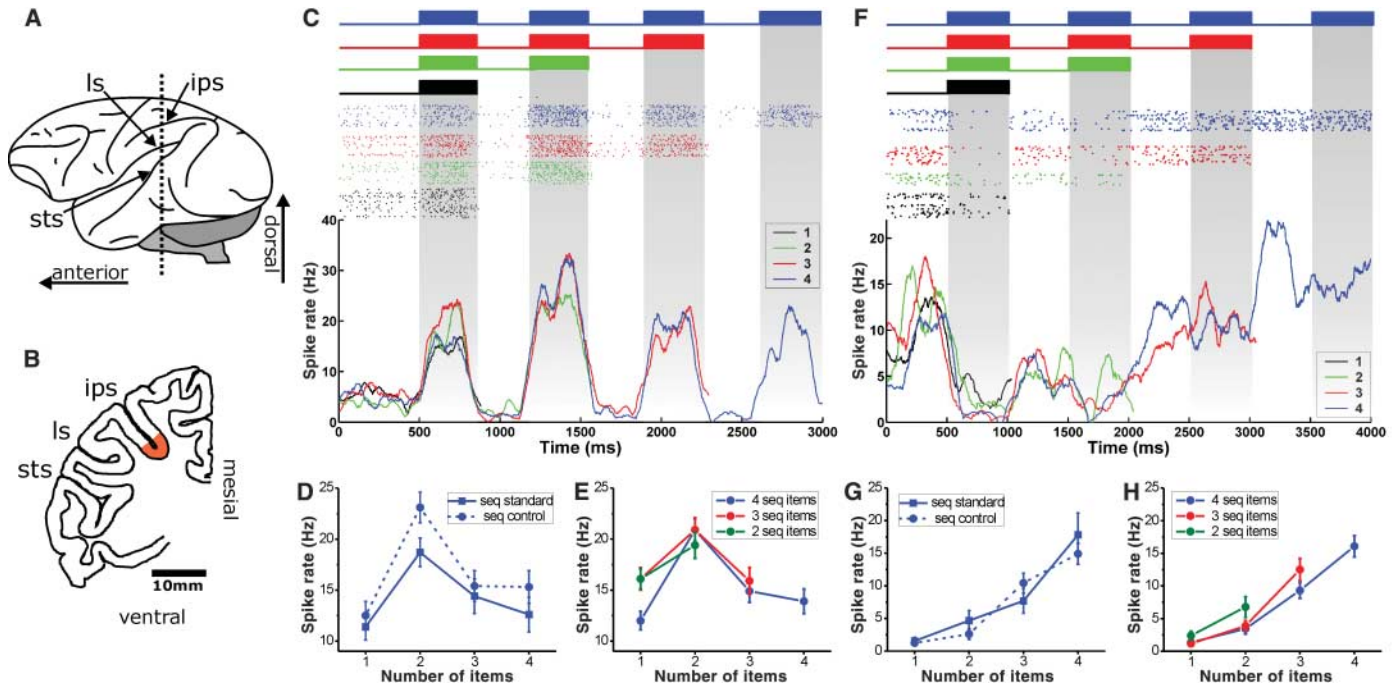 A
ls
ips
sts
anterior
dorsal
B
ips
ls
sts
mesial
10mm
ventral
C
40
30
20
10
0
Spike rate (Hz)
1
2
3
4
0 500 1000 1500 2000 2500 3000
Time (ms)
F
20
15
10
5
0
Spike rate (Hz)
1
2
3
4
0 500 1000 1500 2000 2500 3000 3500 4000
Time (ms)
D
25
20
15
10
Spike rate (Hz)
seq standard
seq control
1 2 3 4
Number of items
E
25
20
15
10
Spike rate (Hz)
4 seq items
3 seq items
2 seq items
1 2 3 4
Number of items
G
25
20
15
10
5
0
Spike rate (Hz)
seq standard
seq control
1 2 3 4
Number of items
H
25
20
15
10
5
0
Spike rate (Hz)
4 seq items
3 seq items
2 seq items
1 2 3 4
Number of items